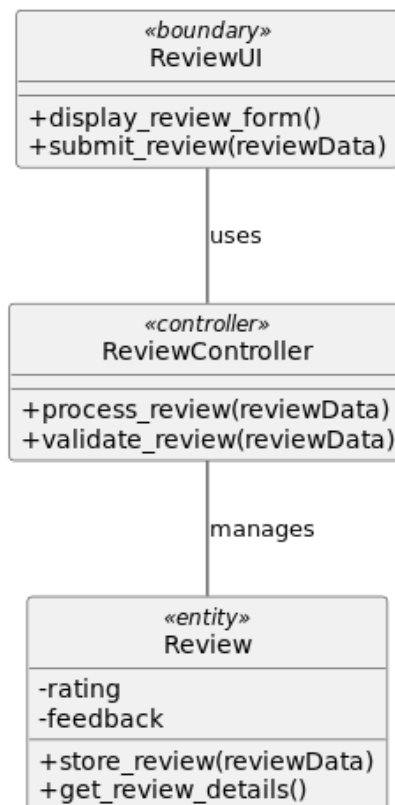 «boundary»
ReviewUI
+display_review_form()
+submit_review(reviewData)
uses
«controller»
ReviewController
+process_review(reviewData)
+validate_review(reviewData)
manages
«entity»
Review
-rating
-feedback
+store_review(reviewData)
+get_review_details()